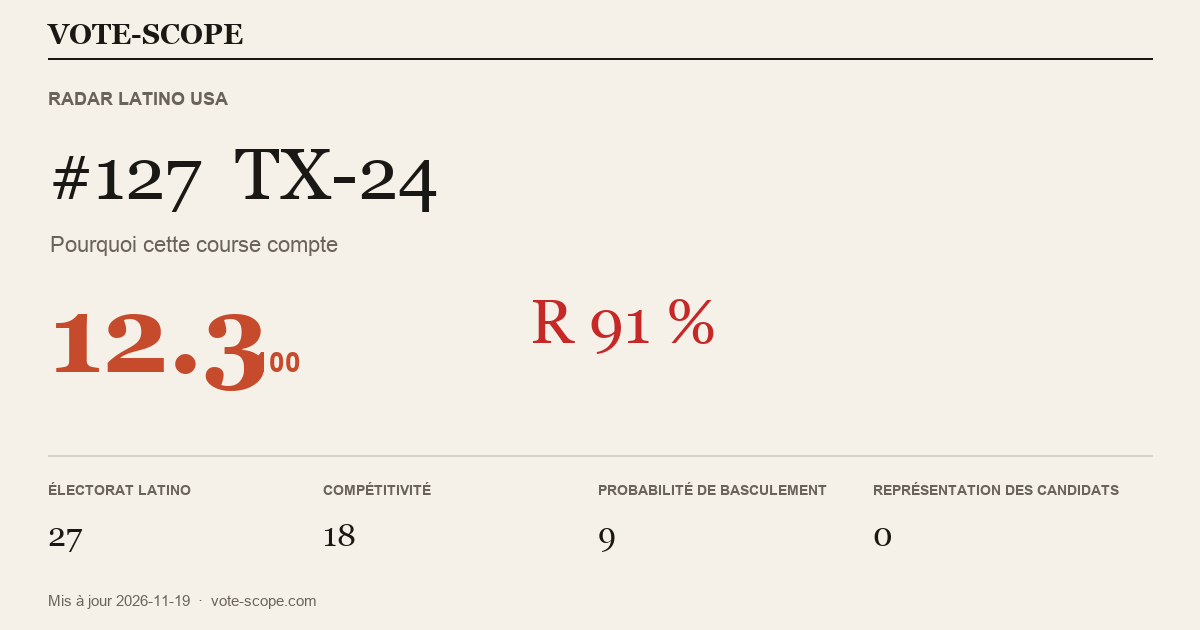 VOTE-SCOPE
RADAR LATINO USA
#127 TX-24
Pourquoi cette course compte
12.3
R 91 %
ÉLECTORAT LATINO
COMPÉTITIVITÉ
PROBABILITÉ DE BASCULEMENT
REPRÉSENTATION DES CANDIDATS
27
18
9
0
Mis à jour 2026-11-19 · vote-scope.com